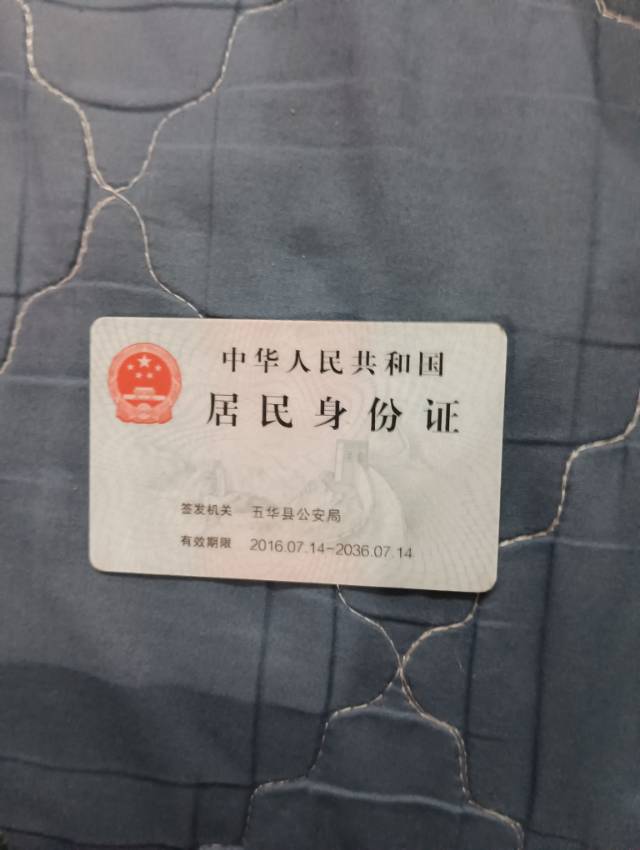 中华人民共和国
居民身份证
签发机关 五华县公安局
有效期限 2016.07.14-2036.07.14